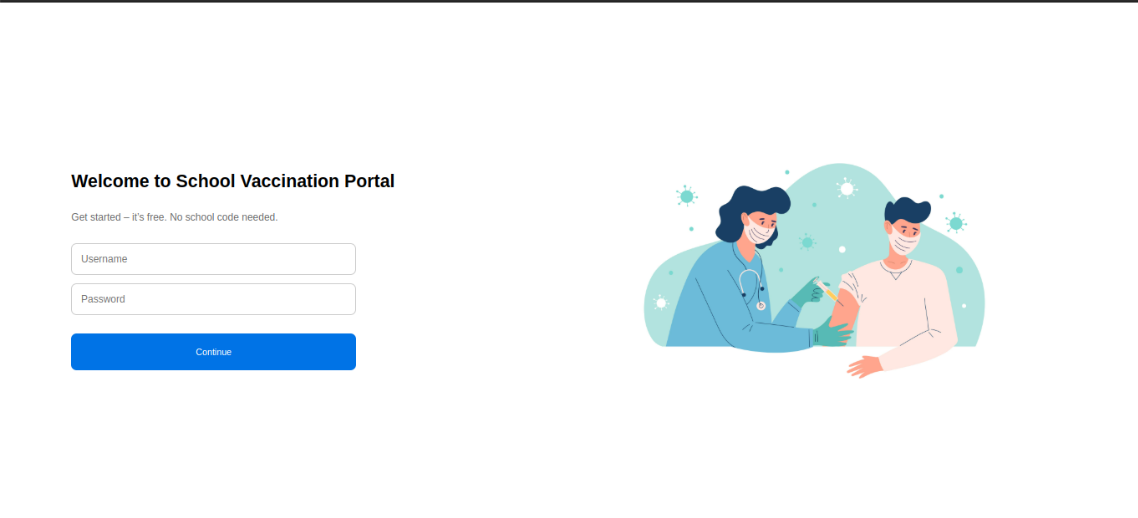 Welcome to School Vaccination Portal
Get started – it's free. No school code needed.
Username
Password
Continue